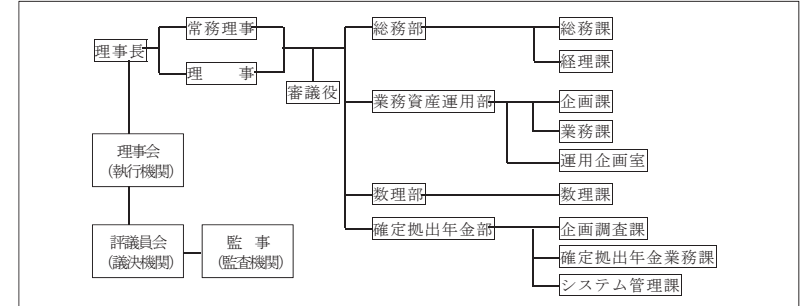 常務理事
総務部
総務課
理事長
理　事
経理課
審議役
業務資産運用部
企画課
業務課
理事会
(執行機関)
運用企画室
数理部
数理課
確定拠出年金部
企画調査課
評議員会
(議決機関)
監　事
(監査機関)
確定拠出年金業務課
システム管理課